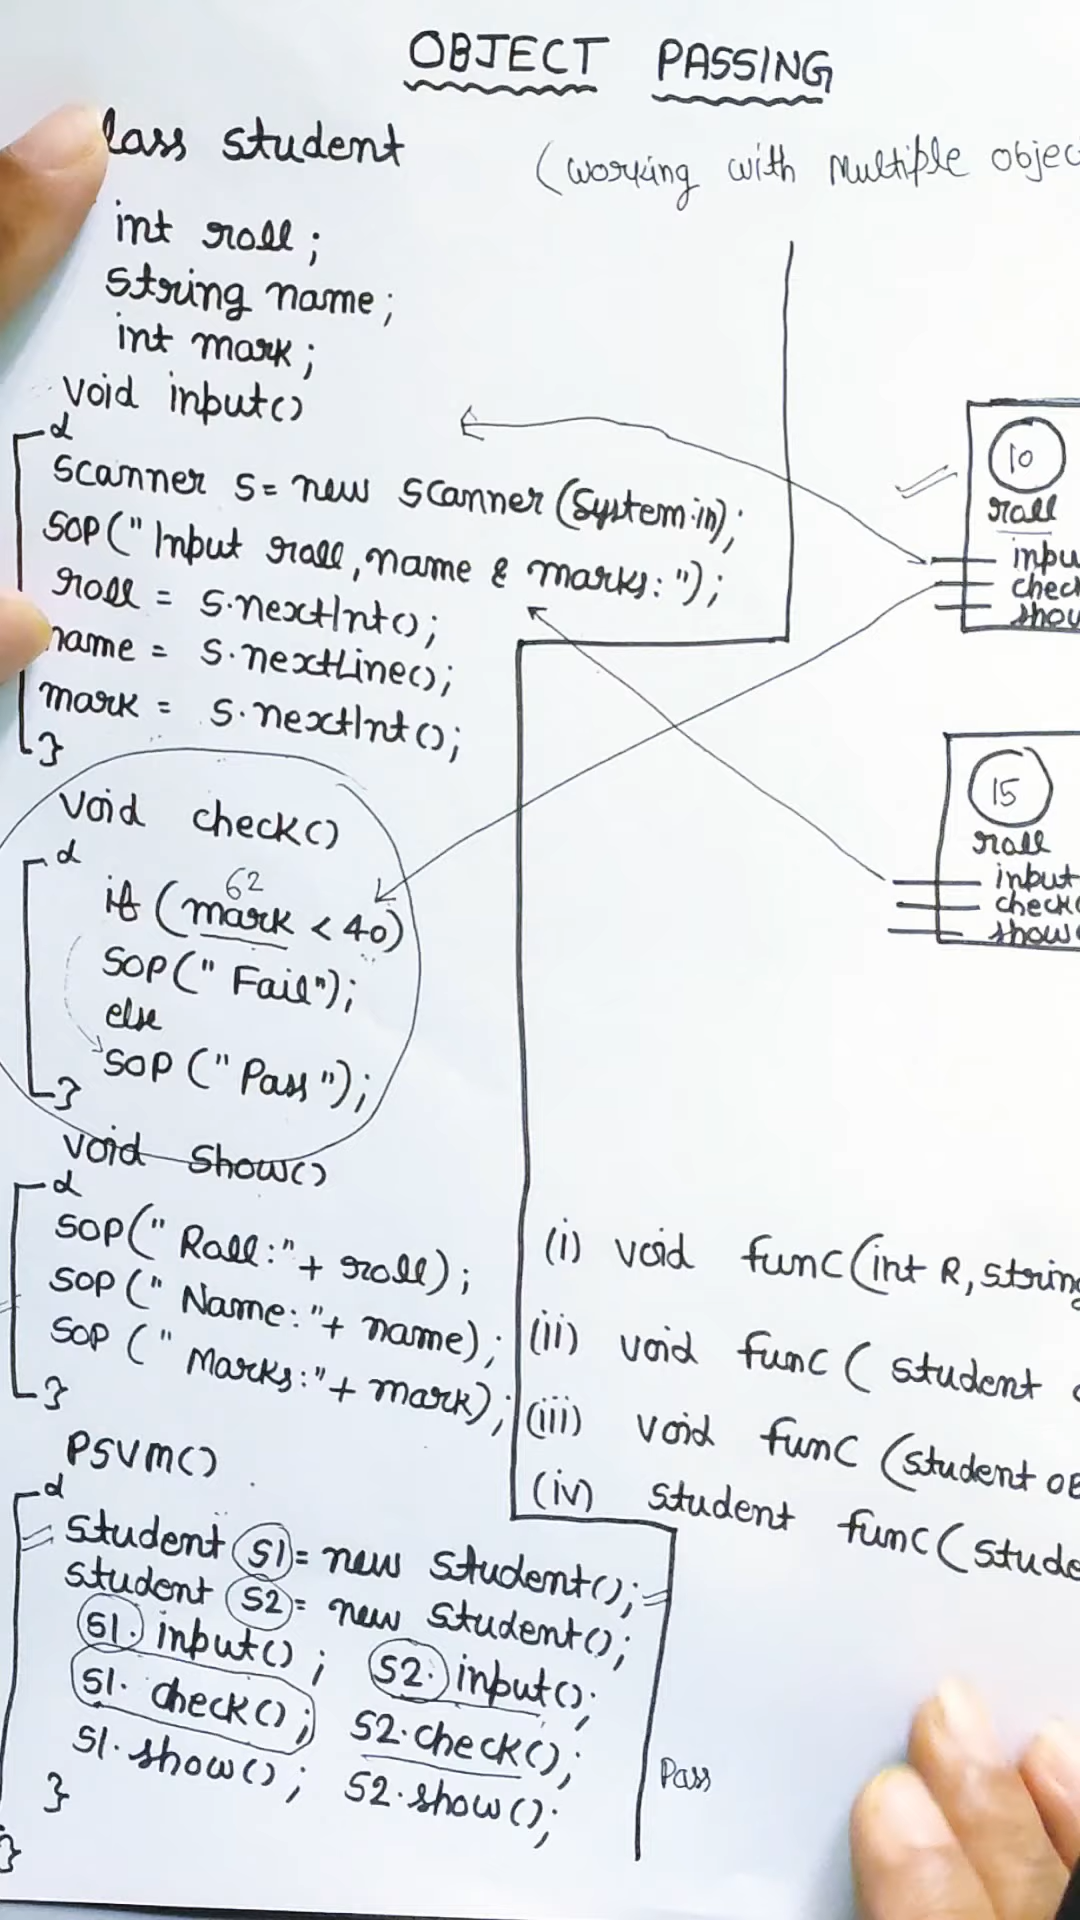 OBJECT PASSING
lass student
(working with Multiple objec
int roll;
string name;
int mark;
void input()
{
Scanner s= new Scanner (System.in);
SOP(" Input roll, name & marks: ");
roll = s.nextInt();
name = s.nextLine();
mark = s.nextInt();
}
void check()
{
62
if (mark < 40)
SOP(" Fail");
else
SOP (" Pass ");
}
void show()
{
SOP(" Roll:"+ roll);
SOP (" Name:"+ name);
SOP (" Marks:"+ mark);
}
PSVM()
{
student S1= new student();
student S2= new student();
S1. input(); S2. input();
S1. check(); S2.check();
S1.show(); S2.show();
}
}
10
roll
inpu
chec
show
15
roll
input
check(
show(
(i) void func(int R, string
(ii) void func( student
(iii) void func (student OB
(iv) student func(stude
Pass